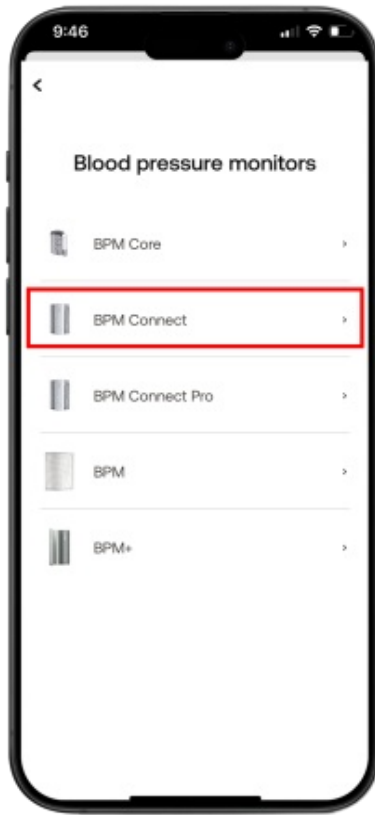 9:46
Blood pressure monitors
BPM Core
BPM Connect
BPM Connect Pro
BPM
BPM+